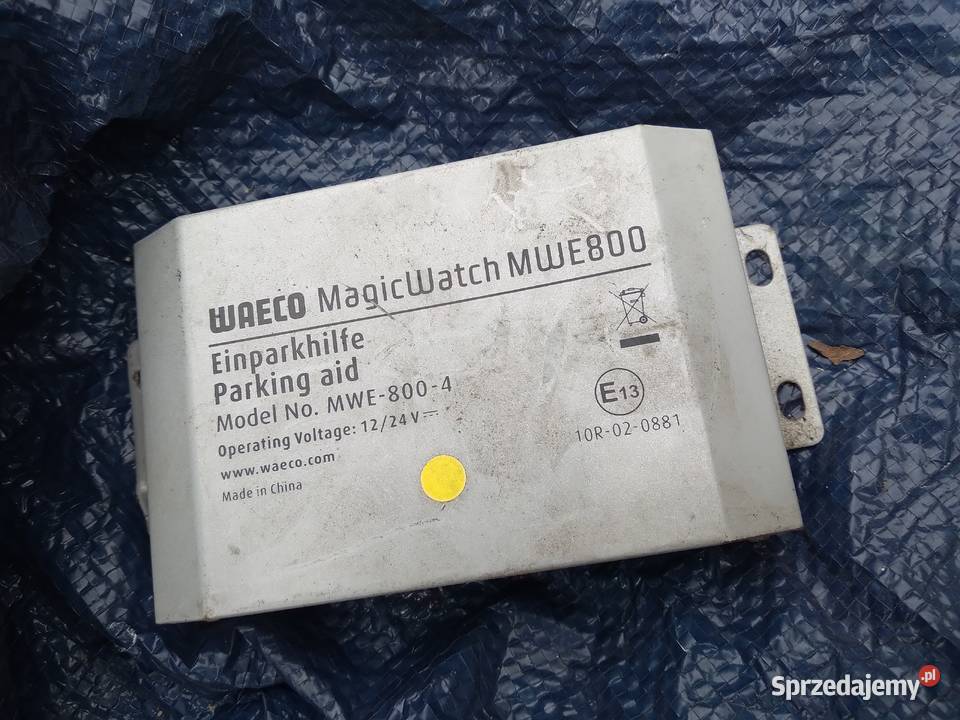 WAECO MagicWatch MWE800
Einparkhilfe
Parking aid
Model No. MWE-800-4
Operating Voltage: 12/24 V⎓
www.waeco.com
Made in China
E13
10R-02-0881
Sprzedajemy.pl